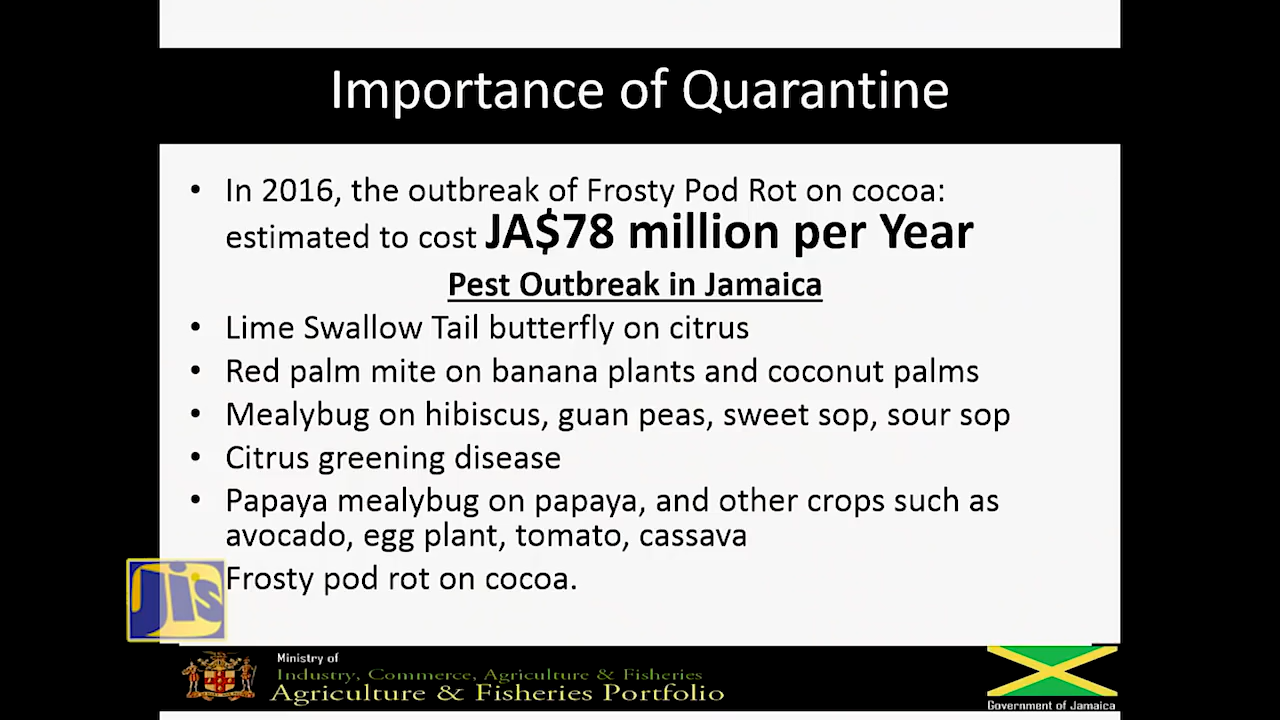 Importance of Quarantine
• In 2016, the outbreak of Frosty Pod Rot on cocoa:
estimated to cost JA$78 million per Year
Pest Outbreak in Jamaica
• Lime Swallow Tail butterfly on citrus
• Red palm mite on banana plants and coconut palms
• Mealybug on hibiscus, guan peas, sweet sop, sour sop
• Citrus greening disease
• Papaya mealybug on papaya, and other crops such as
avocado, egg plant, tomato, cassava
Frosty pod rot on cocoa.
Jis
Ministry of
Industry, Commerce, Agriculture & Fisheries
Agriculture & Fisheries Portfolio
Government of Jamaica